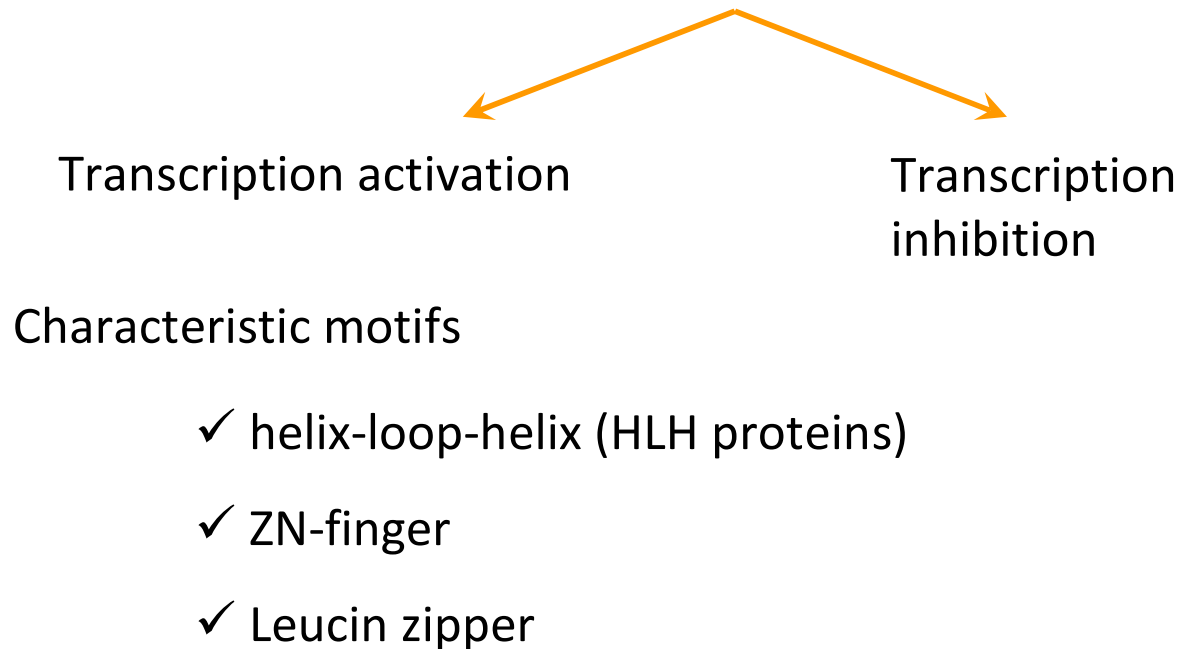 Transcription activation
Transcription
inhibition
Characteristic motifs
✓ helix-loop-helix (HLH proteins)
✓ ZN-finger
✓ Leucin zipper